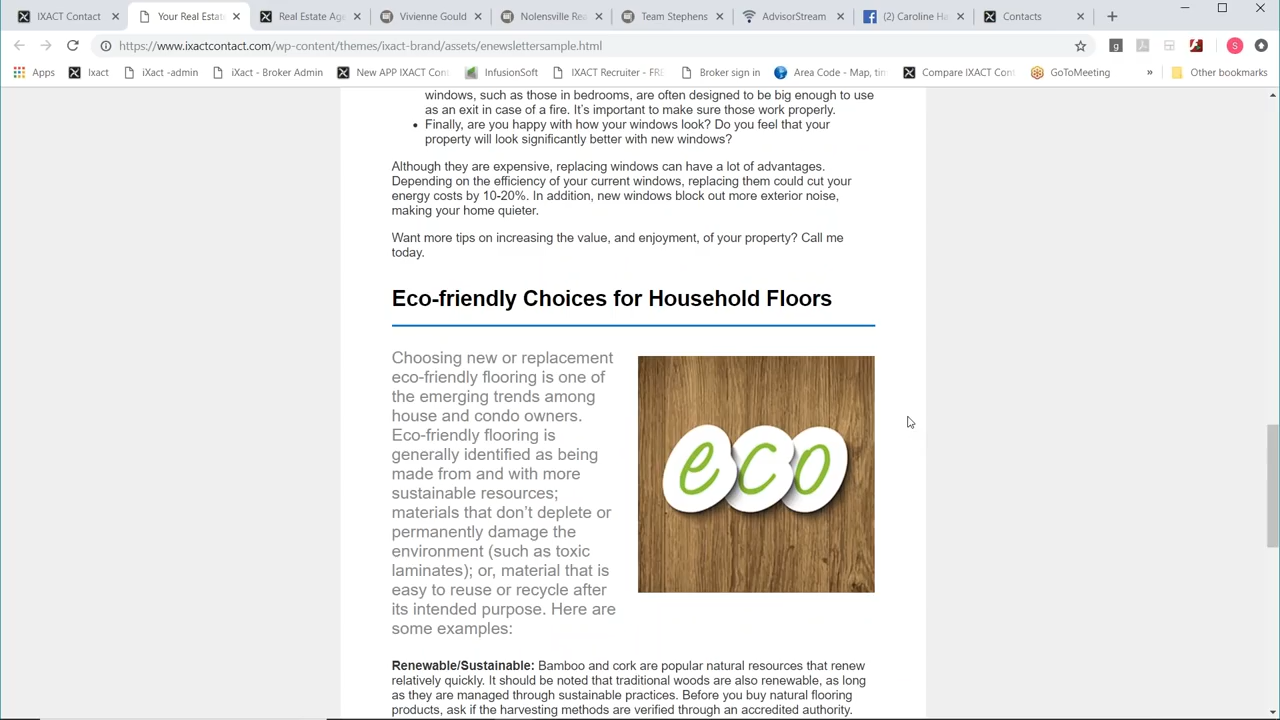 IXACT Contact
Your Real Estate
Real Estate Age
Vivienne Gould
Nolensville Rea
Team Stephens
AdvisorStream
(2) Caroline Ha
Contacts
https://www.ixactcontact.com/wp-content/themes/ixact-brand/assets/enewslettersample.html
S
Apps
Ixact
iXact -admin
iXact - Broker Admin
New APP IXACT Cont
InfusionSoft
IXACT Recruiter - FRE
Broker sign in
Area Code - Map, tim
Compare IXACT Cont
GoToMeeting
»
Other bookmarks
windows, such as those in bedrooms, are often designed to be big enough to use
as an exit in case of a fire. It's important to make sure those work properly.
• Finally, are you happy with how your windows look? Do you feel that your
property will look significantly better with new windows?
Although they are expensive, replacing windows can have a lot of advantages.
Depending on the efficiency of your current windows, replacing them could cut your
energy costs by 10-20%. In addition, new windows block out more exterior noise,
making your home quieter.
Want more tips on increasing the value, and enjoyment, of your property? Call me
today.
Eco-friendly Choices for Household Floors
Choosing new or replacement
eco-friendly flooring is one of
the emerging trends among
house and condo owners.
Eco-friendly flooring is
generally identified as being
made from and with more
sustainable resources;
materials that don't deplete or
permanently damage the
environment (such as toxic
laminates); or, material that is
easy to reuse or recycle after
its intended purpose. Here are
some examples:
eco
Renewable/Sustainable: Bamboo and cork are popular natural resources that renew
relatively quickly. It should be noted that traditional woods are also renewable, as long
as they are managed through sustainable practices. Before you buy natural flooring
products, ask if the harvesting methods are verified through an accredited authority.